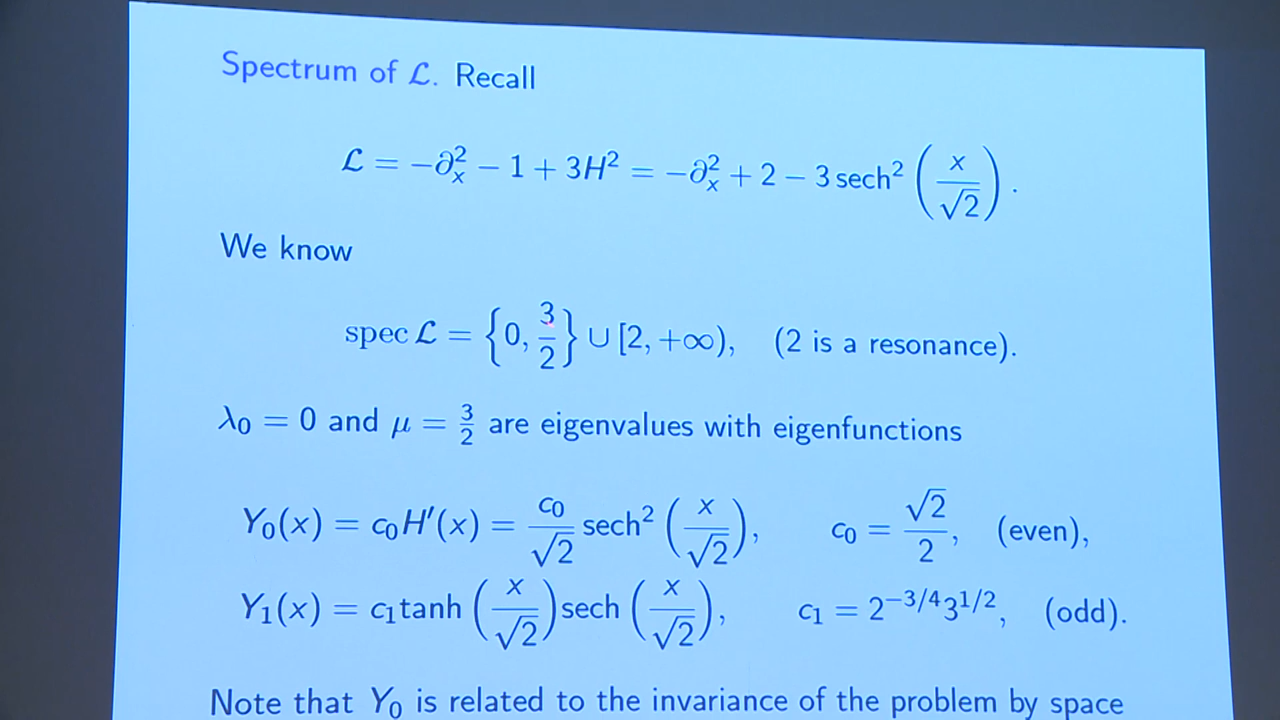 Spectrum of ℒ. Recall
ℒ = −∂ₓ² − 1 + 3H² = −∂ₓ² + 2 − 3 sech² (x/√2).
We know
spec ℒ = {0, 3/2} ∪ [2, +∞), (2 is a resonance).
λ₀ = 0 and μ = 3/2 are eigenvalues with eigenfunctions
Y₀(x) = c₀H′(x) = c₀/√2 sech² (x/√2), c₀ = √2/2, (even),
Y₁(x) = c₁tanh (x/√2) sech (x/√2), c₁ = 2^{−3/4}3^{1/2}, (odd).
Note that Y₀ is related to the invariance of the problem by space